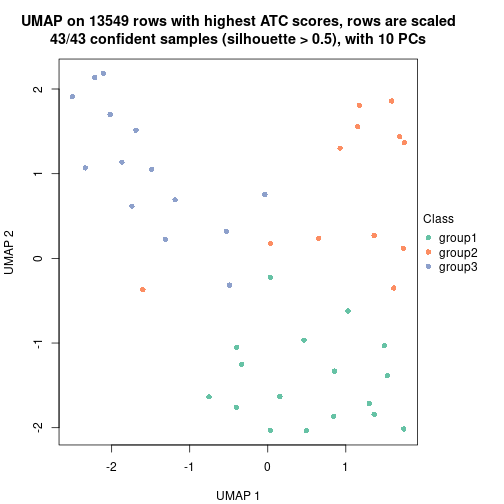 UMAP on 13549 rows with highest ATC scores, rows are scaled
43/43 confident samples (silhouette > 0.5), with 10 PCs
2
1
0
-1
-2
UMAP 2
-2
-1
0
1
UMAP 1
Class
group1
group2
group3